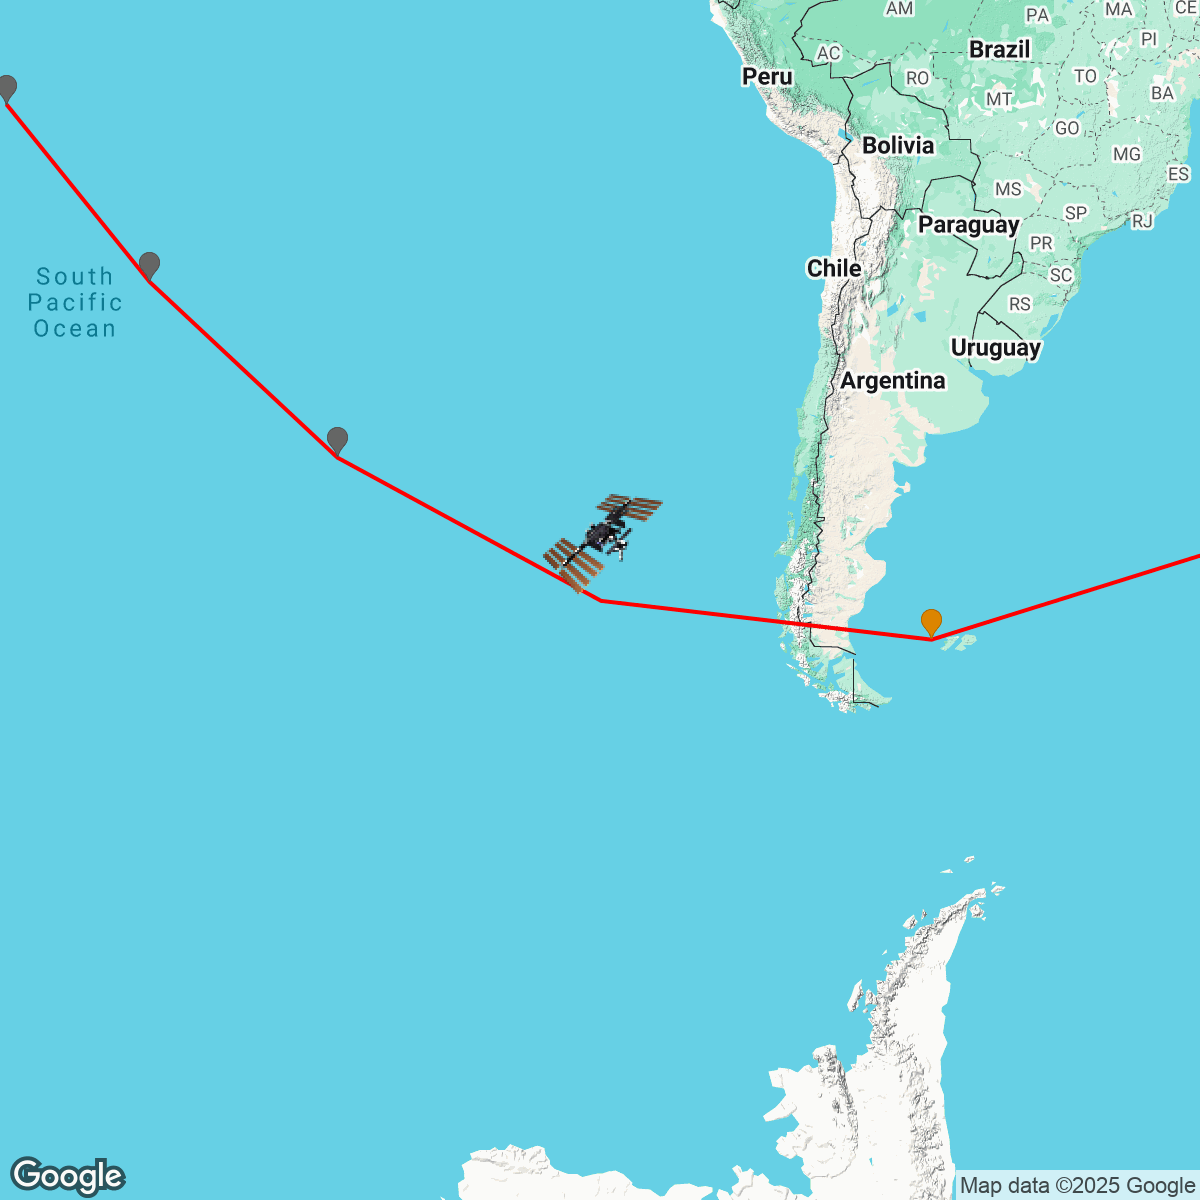 AM
PA
MA
CE
Brazil
PI
AC
Peru
RO
TO
MT
BA
GO
Bolivia
MG
ES
MS
SP
RJ
Paraguay
PR
Chile
SC
South
Pacific
Ocean
RS
Uruguay
Argentina
Google
Map data ©2025 Google